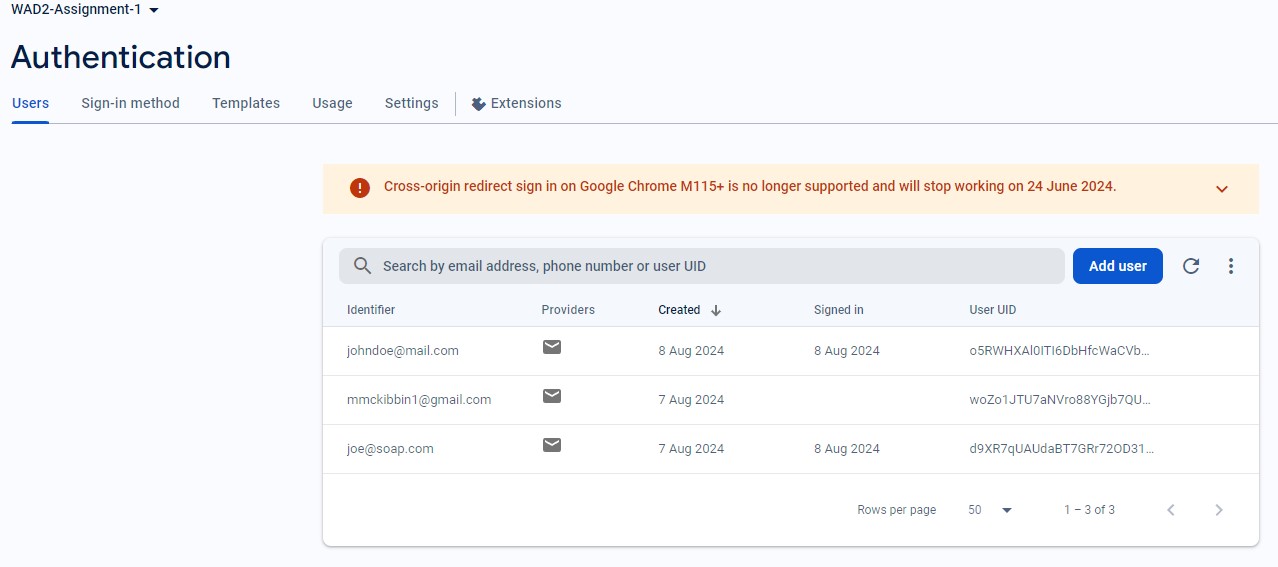 WAD2-Assignment-1
Authentication
Users Sign-in method Templates Usage Settings Extensions
Cross-origin redirect sign in on Google Chrome M115+ is no longer supported and will stop working on 24 June 2024.
Search by email address, phone number or user UID Add user
Identifier Providers Created Signed in User UID
johndoe@mail.com 8 Aug 2024 8 Aug 2024 o5RWHXAl0ITI6DbHfcWaCVb...
mmckibbin1@gmail.com 7 Aug 2024 woZo1JTU7aNVro88YGjb7QU...
joe@soap.com 7 Aug 2024 8 Aug 2024 d9XR7qUAUdaBT7GRr72OD31...
Rows per page 50 1 – 3 of 3